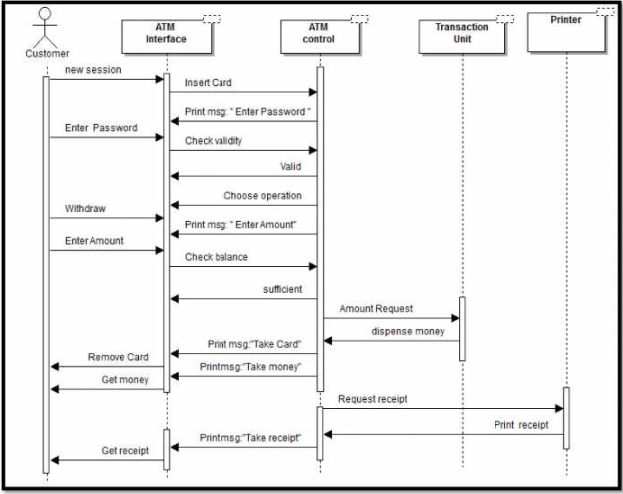 ATM
Interface
ATM
control
Transaction
Unit
Printer
Customer
new session
Insert Card
Print msg: " Enter Password "
Enter Password
Check validity
Valid
Choose operation
Withdraw
Print msg: " Enter Amount"
Enter Amount
Check balance
sufficient
Amount Request
dispense money
Print msg:"Take Card"
Remove Card
Printmsg:"Take money"
Get money
Request receipt
Print receipt
Printmsg:"Take receipt"
Get receipt